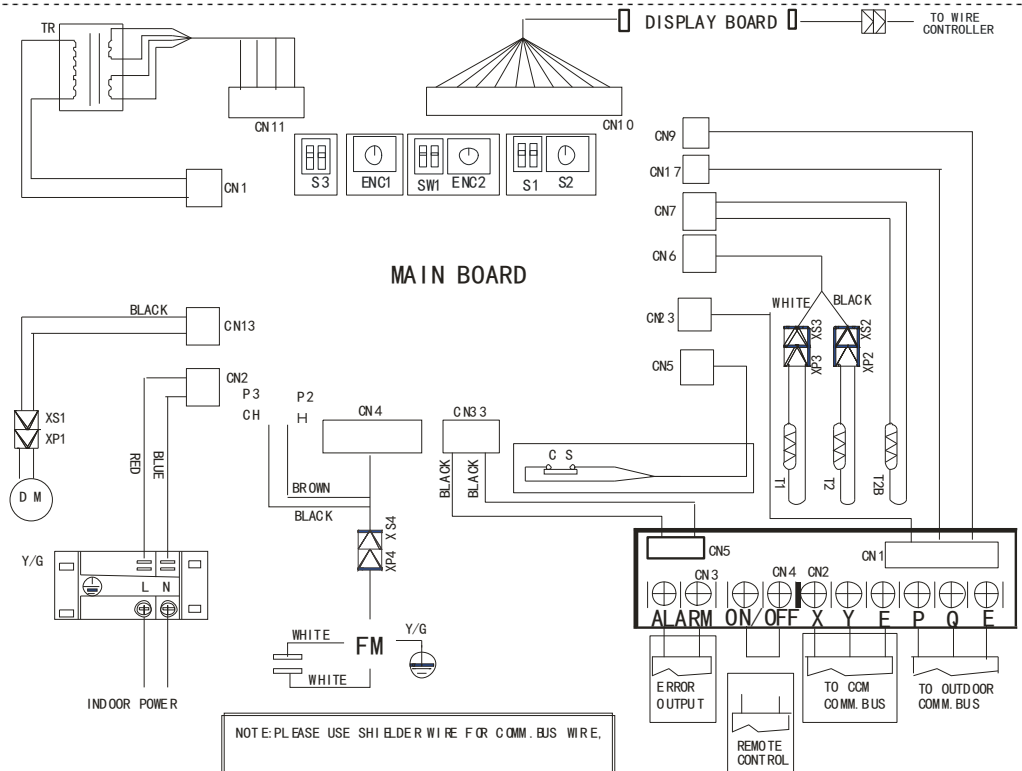 TR
DISPLAY BOARD
TO WIRE
CONTROLLER
CN11
CN10
CN1
S3
ENC1
SW1
ENC2
S1
S2
CN9
CN17
CN7
CN6
CN23
CN5
MAIN BOARD
WHITE
BLACK
XS3
XP3
XS2
XP2
T1
T2
T2B
BLACK
CN13
CN2
XS1
XP1
DM
RED
BLUE
P3
CH
P2
H
CN4
CN33
BROWN
BLACK
BLACK
BLACK
CS
XS4
XP4
Y/G
L N
INDOOR POWER
WHITE
WHITE
FM
Y/G
CN5
CN1
CN3
CN4
CN2
ALARM ON/OFF X Y E P Q E
ERROR
OUTPUT
REMOTE
CONTROL
TO CCM
COMM. BUS
TO OUTDOOR
COMM. BUS
NOTE:PLEASE USE SHIELDER WIRE FOR COMM. BUS WIRE,